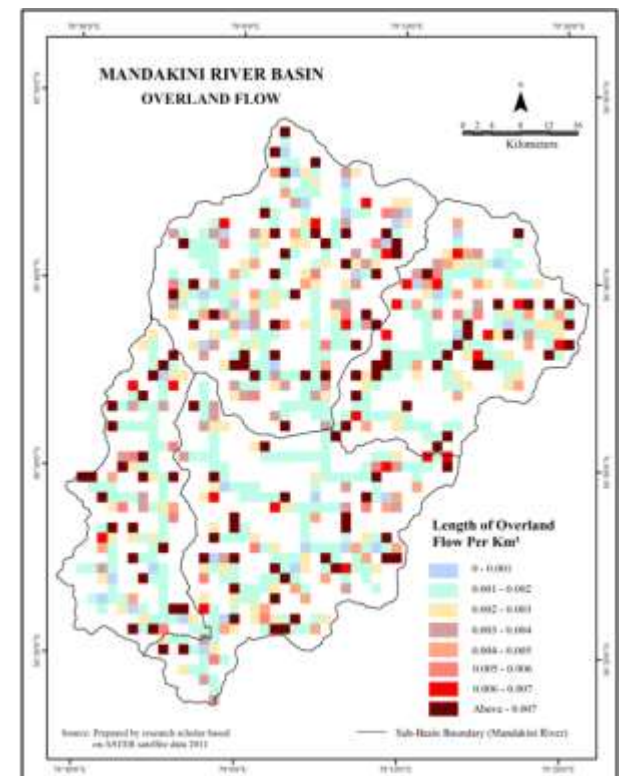 MANDAKINI RIVER BASIN
OVERLAND FLOW
N
0 2 4 8 12 16
Kilometers
Length of Overland
Flow Per Km²
0 - 0.001
0.001 - 0.002
0.002 - 0.003
0.003 - 0.004
0.004 - 0.005
0.005 - 0.006
0.006 - 0.007
Above - 0.007
Source: Prepared by research scholar based
on ASTER satellite data 2011
Sub-Basin Boundary (Mandakini River)